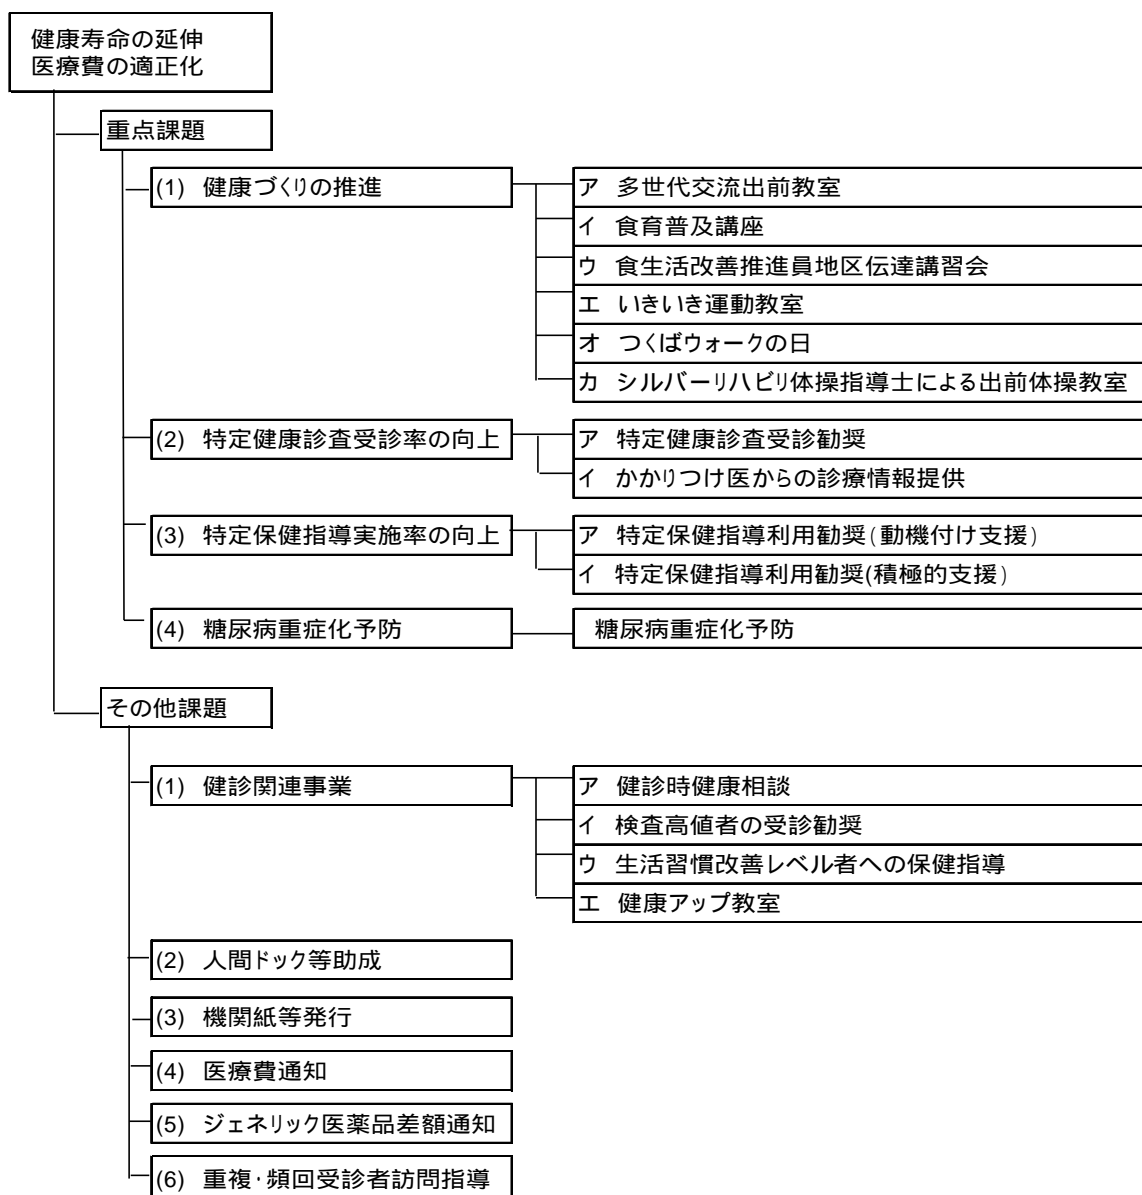 健康寿命の延伸
医療費の適正化
重点課題
(1) 健康づくりの推進
ア 多世代交流出前教室
イ 食育普及講座
ウ 食生活改善推進員地区伝達講習会
エ いきいき運動教室
オ つくばウォークの日
カ シルバーリハビリ体操指導士による出前体操教室
(2) 特定健康診査受診率の向上
ア 特定健康診査受診勧奨
イ かかりつけ医からの診療情報提供
(3) 特定保健指導実施率の向上
ア 特定保健指導利用勧奨(動機付け支援)
イ 特定保健指導利用勧奨(積極的支援)
(4) 糖尿病重症化予防
糖尿病重症化予防
その他課題
(1) 健診関連事業
ア 健診時健康相談
イ 検査高値者の受診勧奨
ウ 生活習慣改善レベル者への保健指導
エ 健康アップ教室
(2) 人間ドック等助成
(3) 機関紙等発行
(4) 医療費通知
(5) ジェネリック医薬品差額通知
(6) 重複・頻回受診者訪問指導